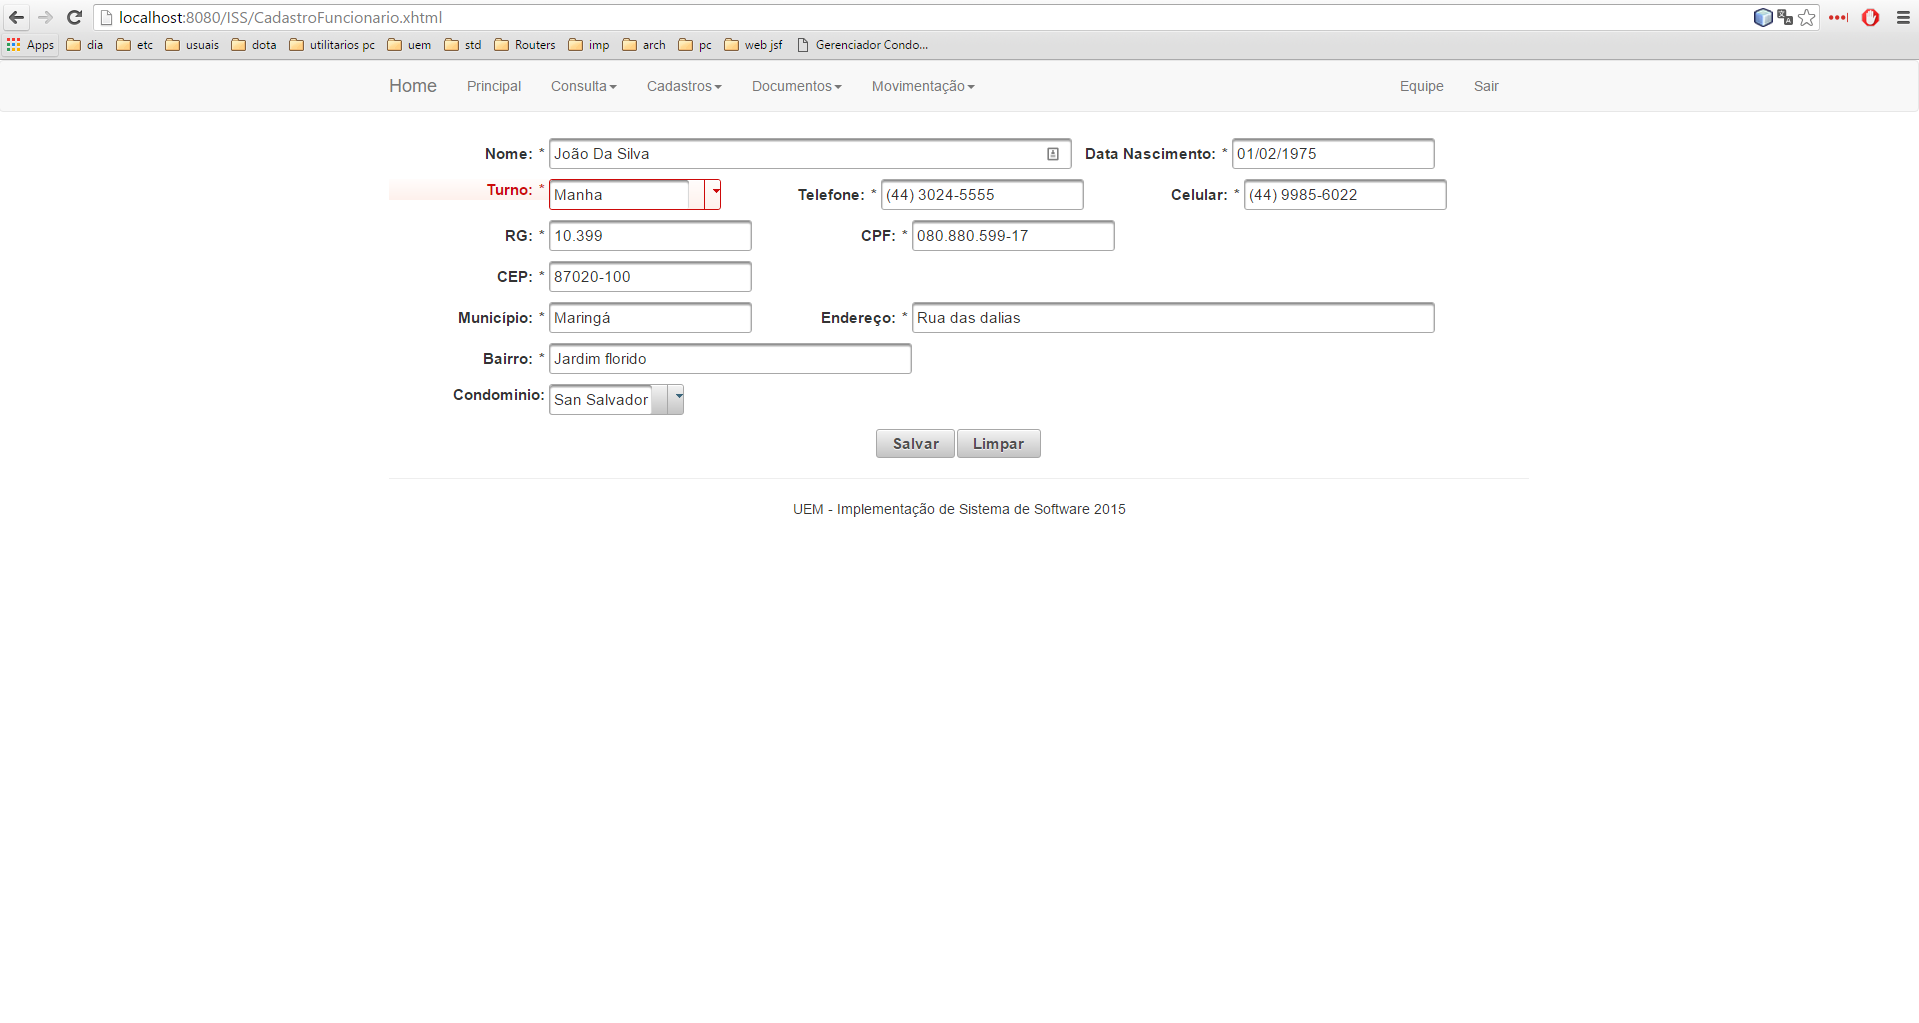 localhost:8080/ISS/CadastroFuncionario.xhtml
Apps dia etc usuais dota utilitarios pc uem std Routers imp arch pc web jsf Gerenciador Condo...
Home Principal Consulta Cadastros Documentos Movimentação Equipe Sair
Nome: * João Da Silva Data Nascimento: * 01/02/1975
Turno: * Manha Telefone: * (44) 3024-5555 Celular: * (44) 9985-6022
RG: * 10.399 CPF: * 080.880.599-17
CEP: * 87020-100
Município: * Maringá Endereço: * Rua das dalias
Bairro: * Jardim florido
Condominio: San Salvador
Salvar Limpar
UEM - Implementação de Sistema de Software 2015